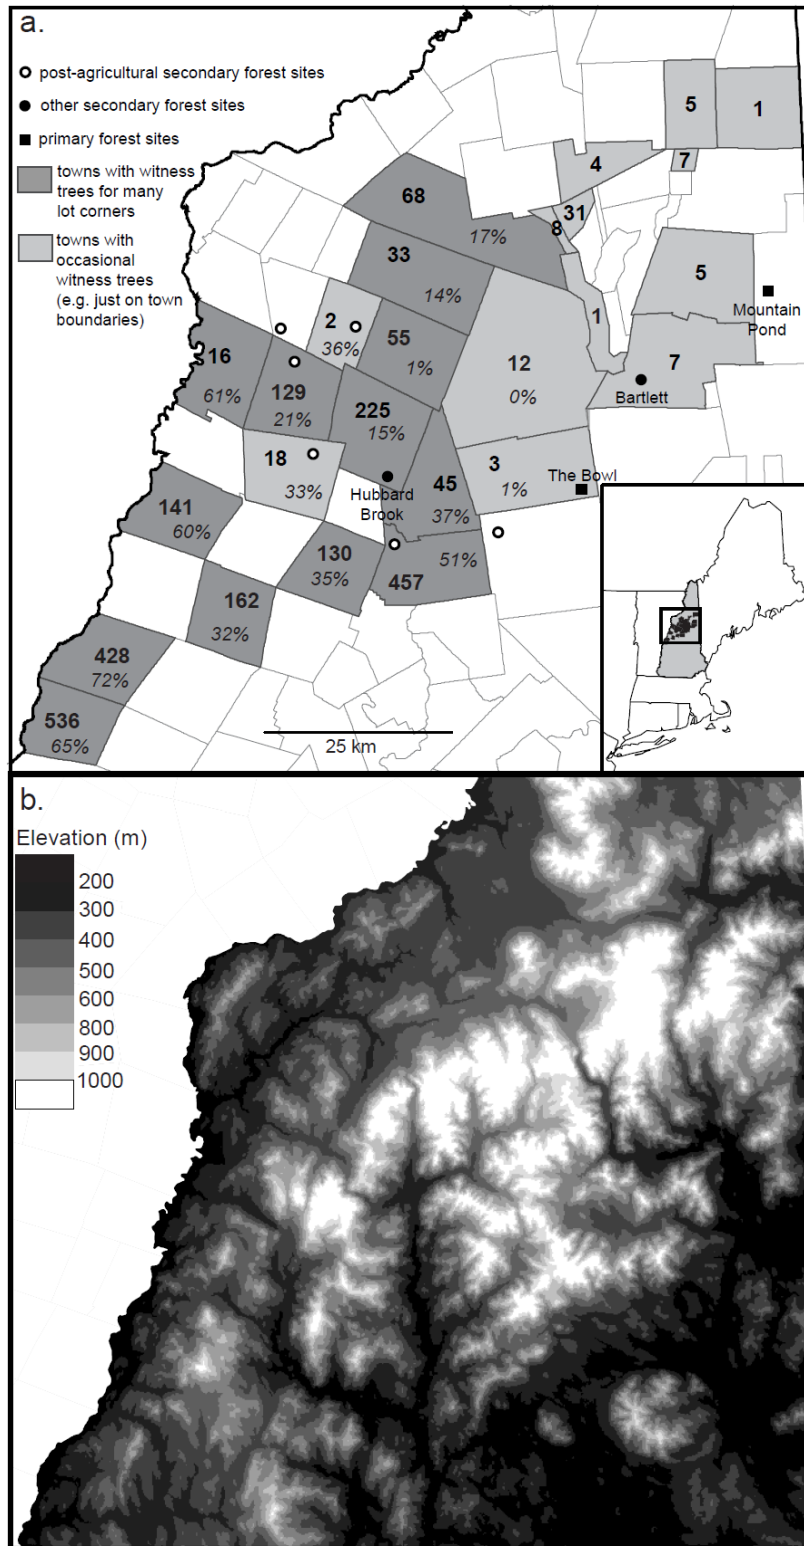 a.
post-agricultural secondary forest sites
other secondary forest sites
primary forest sites
towns with witness
trees for many
lot corners
towns with
occasional
witness trees
(e.g. just on town
boundaries)
5
1
4
7
68
31
8
17%
33
5
14%
Mountain
Pond
2
36%
55
1%
1
12
0%
7
Bartlett
16
61%
129
21%
225
15%
18
33%
Hubbard
Brook
45
37%
3
1%
The Bowl
141
60%
130
35%
51%
457
162
32%
428
72%
536
65%
25 km
b.
Elevation (m)
200
300
400
500
600
800
900
1000